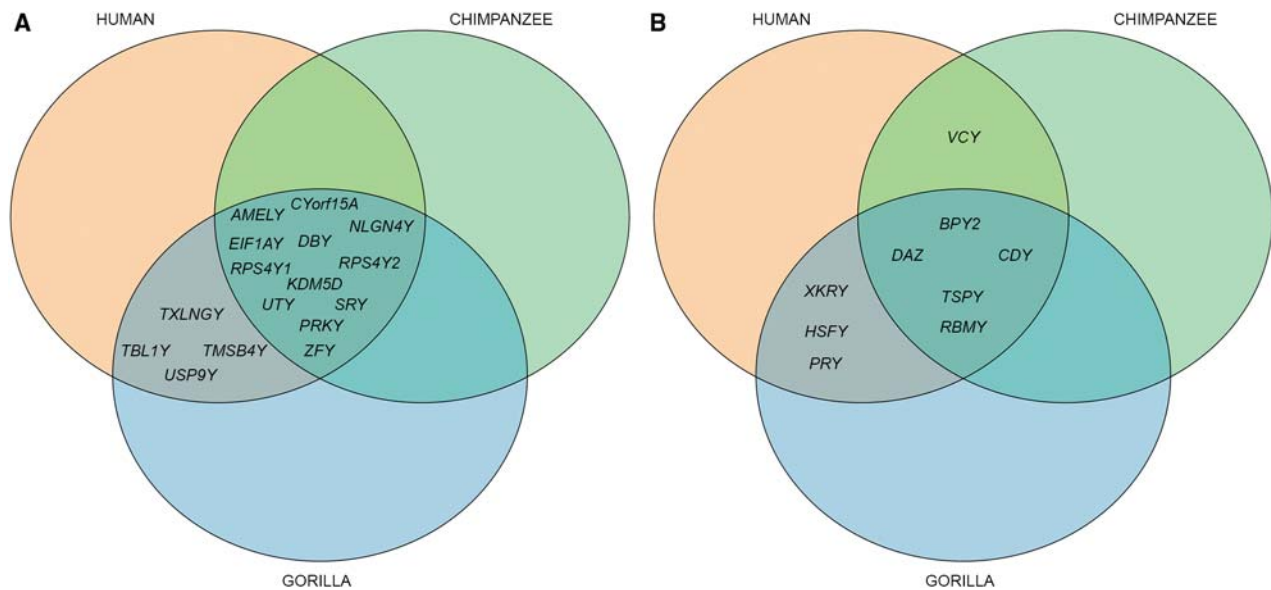 A
HUMAN
CHIMPANZEE
CYorf15A
AMELY
NLGN4Y
EIF1AY
DBY
RPS4Y1
RPS4Y2
KDM5D
UTY
SRY
TXLNGY
PRKY
TBL1Y
TMSB4Y
ZFY
USP9Y
GORILLA
B
HUMAN
CHIMPANZEE
VCY
BPY2
DAZ
CDY
XKRY
TSPY
HSFY
RBMY
PRY
GORILLA